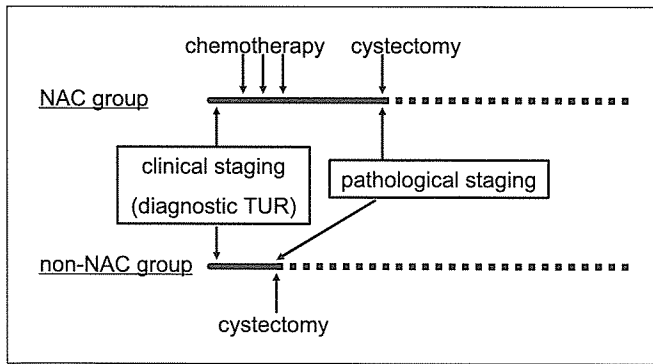 chemotherapy cystectomy
NAC group
clinical staging
(diagnostic TUR)
pathological staging
non-NAC group
cystectomy